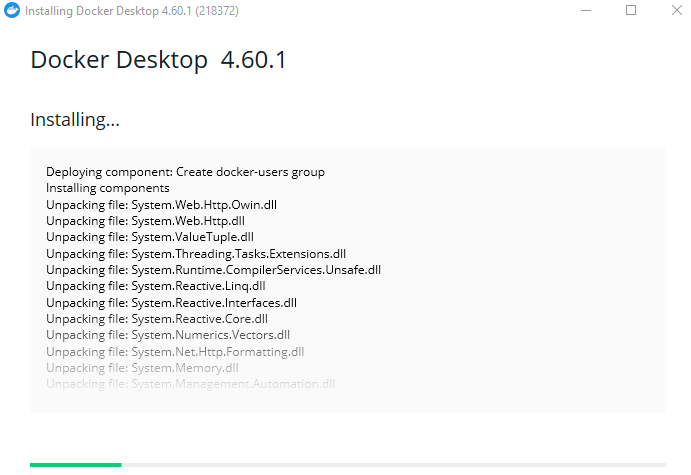 Installing Docker Desktop 4.60.1 (218372)
Docker Desktop 4.60.1
Installing...
Deploying component: Create docker-users group
Installing components
Unpacking file: System.Web.Http.Owin.dll
Unpacking file: System.Web.Http.dll
Unpacking file: System.ValueTuple.dll
Unpacking file: System.Threading.Tasks.Extensions.dll
Unpacking file: System.Runtime.CompilerServices.Unsafe.dll
Unpacking file: System.Reactive.Linq.dll
Unpacking file: System.Reactive.Interfaces.dll
Unpacking file: System.Reactive.Core.dll
Unpacking file: System.Numerics.Vectors.dll
Unpacking file: System.Net.Http.Formatting.dll
Unpacking file: System.Memory.dll
Unpacking file: System.Management.Automation.dll